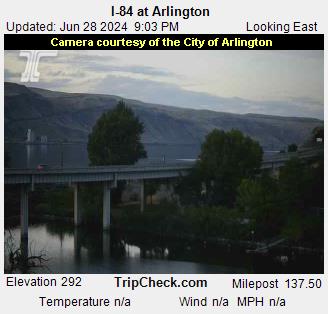 I-84 at Arlington
Updated: Jun 28 2024 9:03 PM Looking East
Camera courtesy of the City of Arlington
Elevation 292 TripCheck.com Milepost 137.50
Temperature n/a Wind n/a MPH n/a